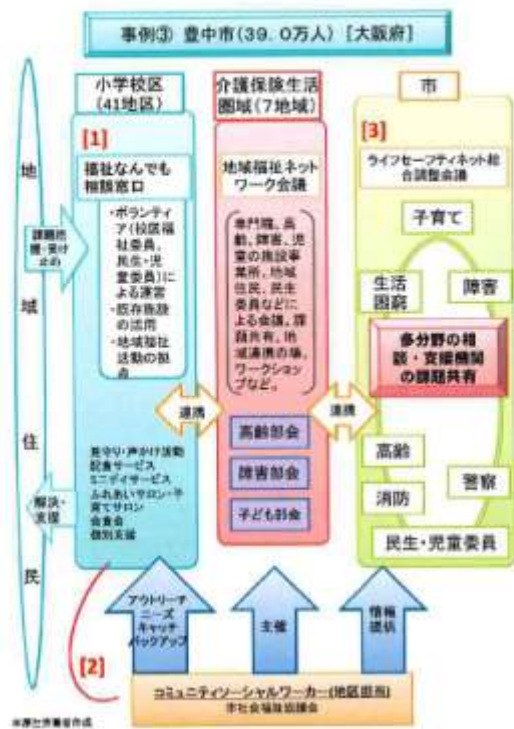 事例③ 豊中市(39.0万人) [大阪府]
小学校区
(41地区)
介護保険生活
圏域(7地域)
市
[1]
[3]
福祉なんでも
相談窓口
・ボランティ
ア(校区福
祉委員、
民生・児
童委員)に
よる運営
・既存施設
の活用
・地域福祉
活動の拠
点
見守り・声かけ活動
配食サービス
ミニデイサービス
ふれあいサロン・子
育てサロン
会食会
個別支援
地域福祉ネット
ワーク会議
専門職、高
齢、障害、児
童の施設事
業所、地域
住民、民生
委員などに
よる会議、課
題共有、地
域連携の場、
ワークショッ
プなど。
高齢部会
障害部会
子ども部会
ライフセーフティネット総
合調整会議
子育て
生活
困窮
障害
多分野の相
談・支援機関
の課題共有
高齢
警察
消防
民生・児童委員
連携
連携
地域住民
課題把
握・受け
止め
解決・
支援
[2]
アウトリーチ
ニーズ
キャッチ
バックアップ
主催
情報
提供
コミュニティソーシャルワーカー(地区担当)
市社会福祉協議会
※厚生労働省作成